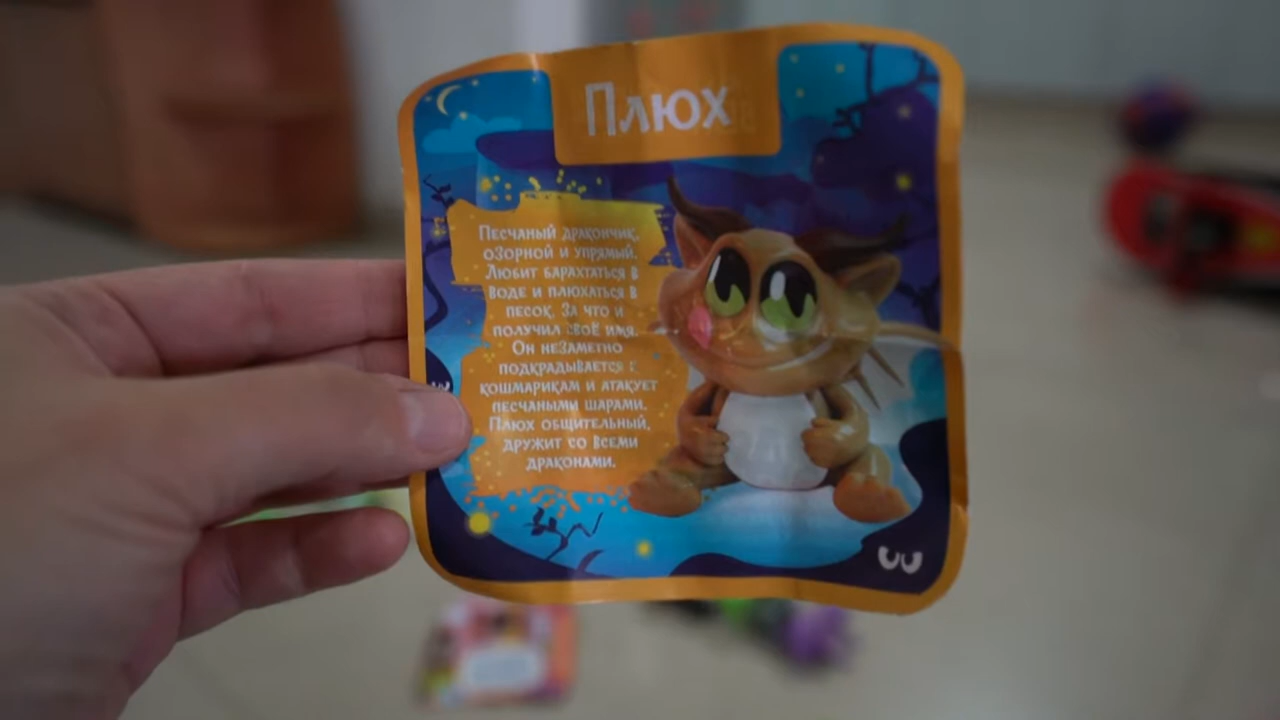 Плюх
Песчаный дракончик,
озорной и упрямый.
Любит барахтаться в
воде и плюхаться в
песок. За что и
получил своё имя.
Он незаметно
подкрадывается к
кошмарикам и атакует
песчаными шарами.
Плюх общительный,
дружит со всеми
драконами.